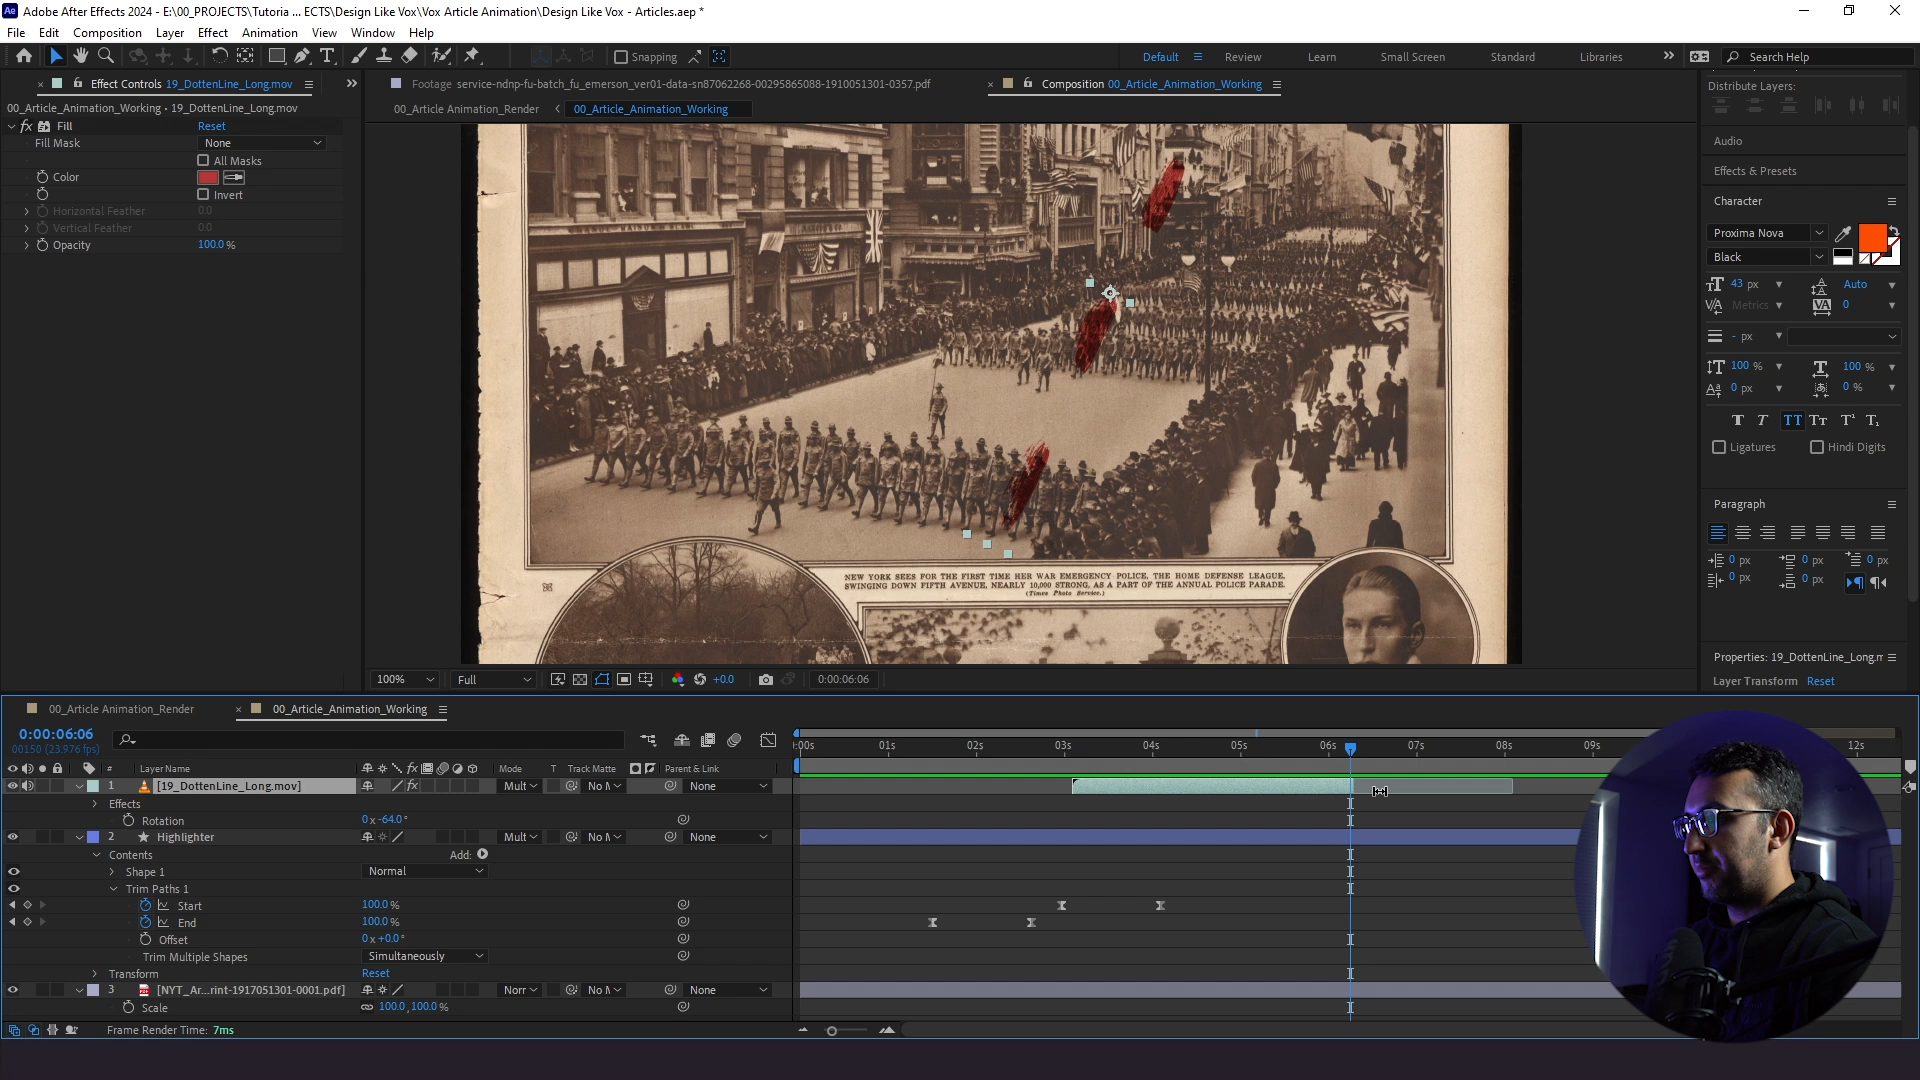 Adobe After Effects 2024 - E:\00_PROJECTS\Tutoria ... ECTS\Design Like Vox\Vox Article Animation\Design Like Vox - Articles.aep *
File Edit Composition Layer Effect Animation View Window Help
Snapping
Default Review Learn Small Screen Standard Libraries
Search Help
Effect Controls 19_DottenLine_Long.mov
00_Article_Animation_Working • 19_DottenLine_Long.mov
fx Fill Reset
Fill Mask None
All Masks
Color
Invert
Horizontal Feather 0.0
Vertical Feather 0.0
Opacity 100.0 %
Footage service-ndnp-fu-batch_fu_emerson_ver01-data-sn87062268-00295865088-1910051301-0357.pdf
Composition 00_Article_Animation_Working
00_Article_Animation_Render 00_Article_Animation_Working
NEW YORK SEES FOR THE FIRST TIME HER WAR EMERGENCY POLICE, THE HOME DEFENSE LEAGUE,
SWINGING DOWN FIFTH AVENUE, NEARLY 10,000 STRONG, AS A PART OF THE ANNUAL POLICE PARADE.
(Times Photo Service.)
100% Full +0.0 0:00:06:06
Distribute Layers:
Audio
Effects & Presets
Character
Proxima Nova
Black
43 px Auto
Metrics 0
- px
100 % 100 %
0 px 0 %
Ligatures Hindi Digits
Paragraph
0 px 0 px 0 px
0 px 0 px
Properties: 19_DottenLine_Long.m
Layer Transform Reset
00_Article Animation_Render 00_Article_Animation_Working
0:00:06:06
00150 (23.976 fps)
:00s 01s 02s 03s 04s 05s 06s 07s 08s 09s 12s
# Layer Name Mode T Track Matte Parent & Link
1 [19_DottenLine_Long.mov] Mult No M None
Effects
Rotation 0 x -64.0 °
2 Highlighter Mult No M None
Contents Add:
Shape 1 Normal
Trim Paths 1
Start 100.0 %
End 100.0 %
Offset 0 x +0.0 °
Trim Multiple Shapes Simultaneously
Transform Reset
3 [NYT_Ar...rint-1917051301-0001.pdf] Norr No M None
Scale 100.0, 100.0 %
Frame Render Time: 7ms